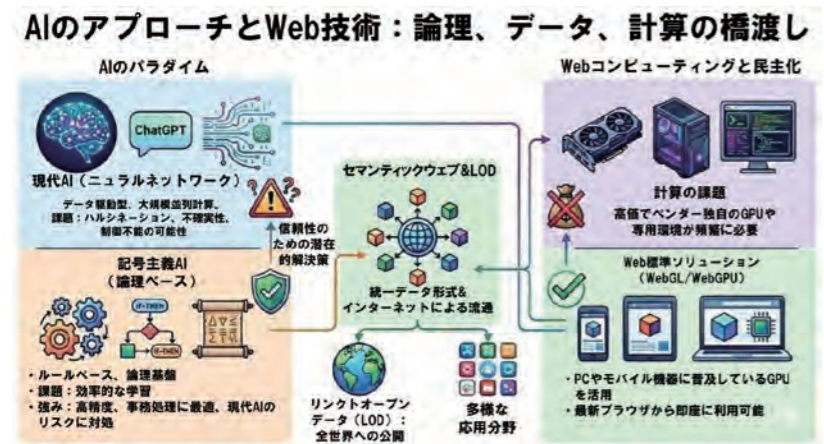 AIのアプローチとWeb技術：論理、データ、計算の橋渡し
AIのパラダイム
ChatGPT
現代AI（ニュラルネットワーク）
データ駆動型、大規模並列計算、
課題：ハルシネーション、不確実性、
制御不能の可能性
信頼性の
ための潜在
的解決策
記号主義AI
（論理ベース）
IF-THEN
IF-THEN
・ルールベース、論理基盤
・課題：効率的な学習
・強み：高精度、事務処理に最適、現代AIの
リスクに対処
セマンティックウェブ&LOD
統一データ形式&
インターネットによる流通
リンクトオープン
データ（LOD）：
全世界への公開
多様な
応用分野
Webコンピューティングと民主化
計算の課題
高価でベンダー独自のGPUや
専用環境が頻繁に必要
Web標準ソリューション
（WebGL/WebGPU）
・PCやモバイル機器に普及しているGPU
を活用
・最新ブラウザから即座に利用可能